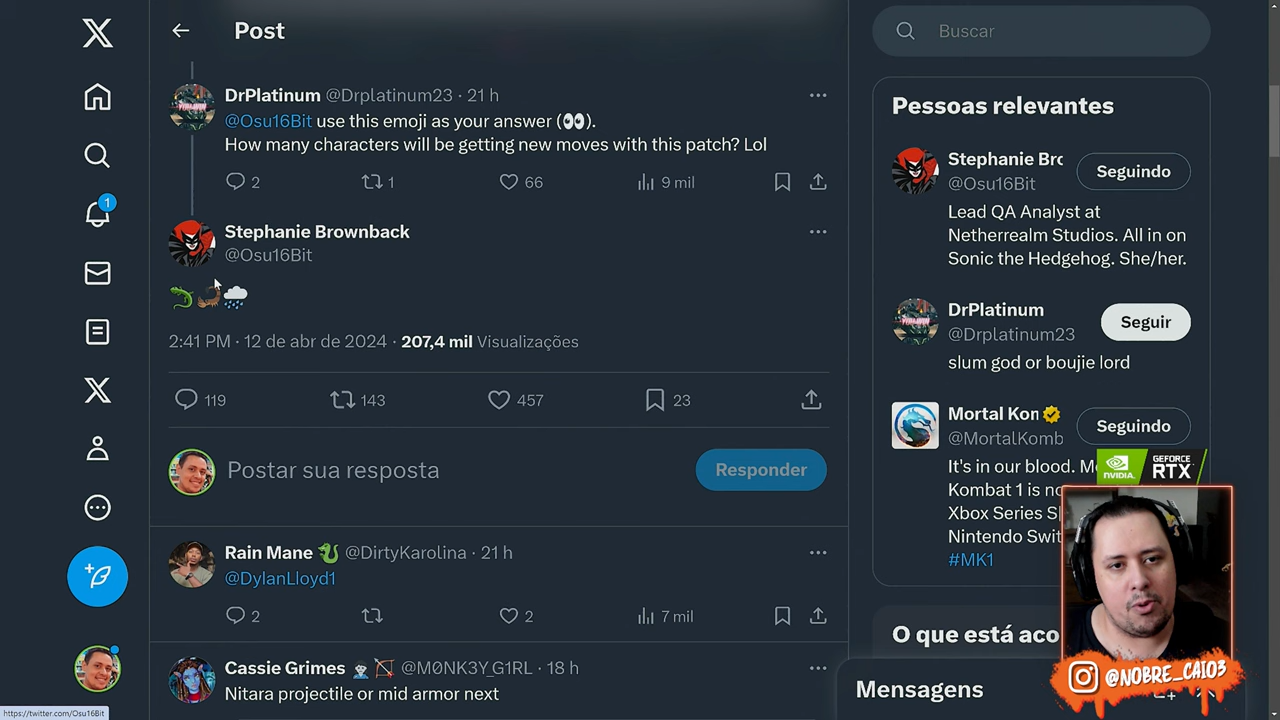 Post
DrPlatinum @Drplatinum23 · 21 h
@Osu16Bit use this emoji as your answer (👀).
How many characters will be getting new moves with this patch? Lol
2
1
66
9 mil
Stephanie Brownback
@Osu16Bit
🦎🦂🌧️
2:41 PM · 12 de abr de 2024 · 207,4 mil Visualizações
119
143
457
23
Postar sua resposta
Responder
Rain Mane 🐍 @DirtyKarolina · 21 h
@DylanLloyd1
2
2
7 mil
Cassie Grimes @M0NK3Y_G1RL · 18 h
Nitara projectile or mid armor next
1
Buscar
Pessoas relevantes
Stephanie Brc
Seguindo
@Osu16Bit
Lead QA Analyst at
Netherrealm Studios. All in on
Sonic the Hedgehog. She/her.
DrPlatinum
Seguir
@Drplatinum23
slum god or boujie lord
Mortal Kon
Seguindo
@MortalKomb
It's in our blood. M
Kombat 1 is no
Xbox Series S
Nintendo Swit
#MK1
O que está aco
Mensagens
NVIDIA.
GEFORCE
RTX
@NOBRE_CAIO3
https://twitter.com/Osu16Bit